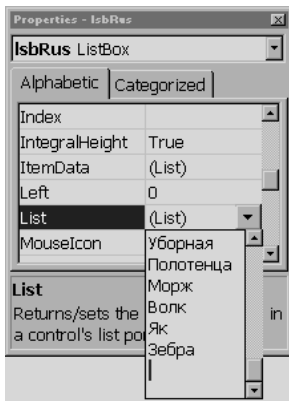 Properties - lsbRus
lsbRus ListBox
Alphabetic
Categorized
Index
IntegralHeight True
ItemData (List)
Left 0
List (List)
MouseIcon
Уборная
Полотенца
Морж
Волк
Як
Зебра
List
Returns/sets the in
a control's list po